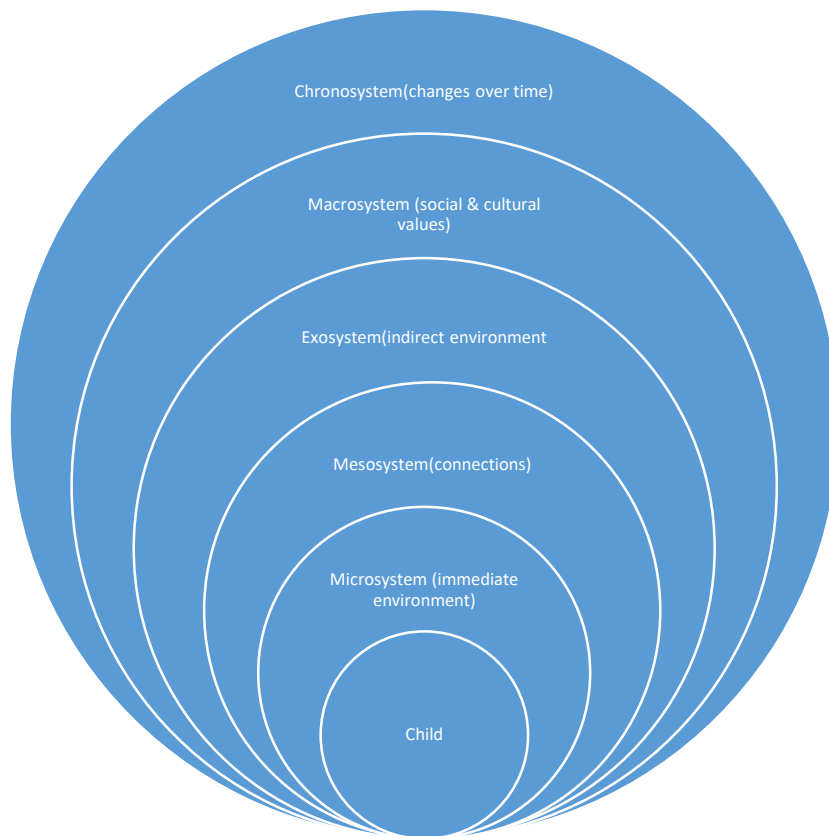 Chronosystem(changes over time)
Macrosystem (social & cultural
values)
Exosystem(indirect environment
Mesosystem(connections)
Microsystem (immediate
environment)
Child